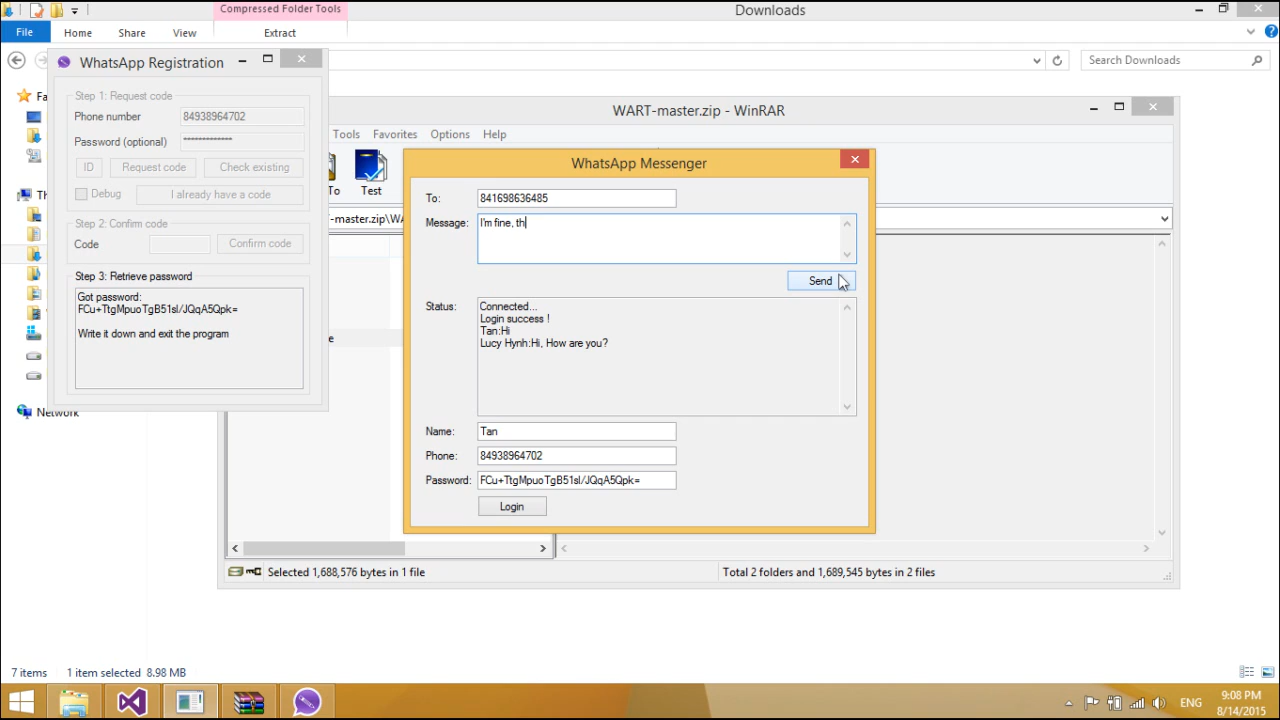 Compressed Folder Tools
Downloads
File
Home
Share
View
Extract
Search Downloads
WhatsApp Registration
Step 1: Request code
Phone number
84938964702
Password (optional)
*************
ID
Request code
Check existing
Debug
I already have a code
Step 2: Confirm code
Code
Confirm code
Step 3: Retrieve password
Got password:
FCu+TtgMpuoTgB51sl/JQqA5Qpk=
Write it down and exit the program
Network
WART-master.zip - WinRAR
Tools
Favorites
Options
Help
To
Test
-master.zip\WA
WhatsApp Messenger
To:
841698636485
Message:
I'm fine, th
Send
Status:
Connected...
Login success !
Tan:Hi
Lucy Hynh:Hi, How are you?
Name:
Tan
Phone:
84938964702
Password:
FCu+TtgMpuoTgB51sl/JQqA5Qpk=
Login
Selected 1,688,576 bytes in 1 file
Total 2 folders and 1,689,545 bytes in 2 files
7 items
1 item selected 8.98 MB
ENG
9:08 PM
8/14/2015